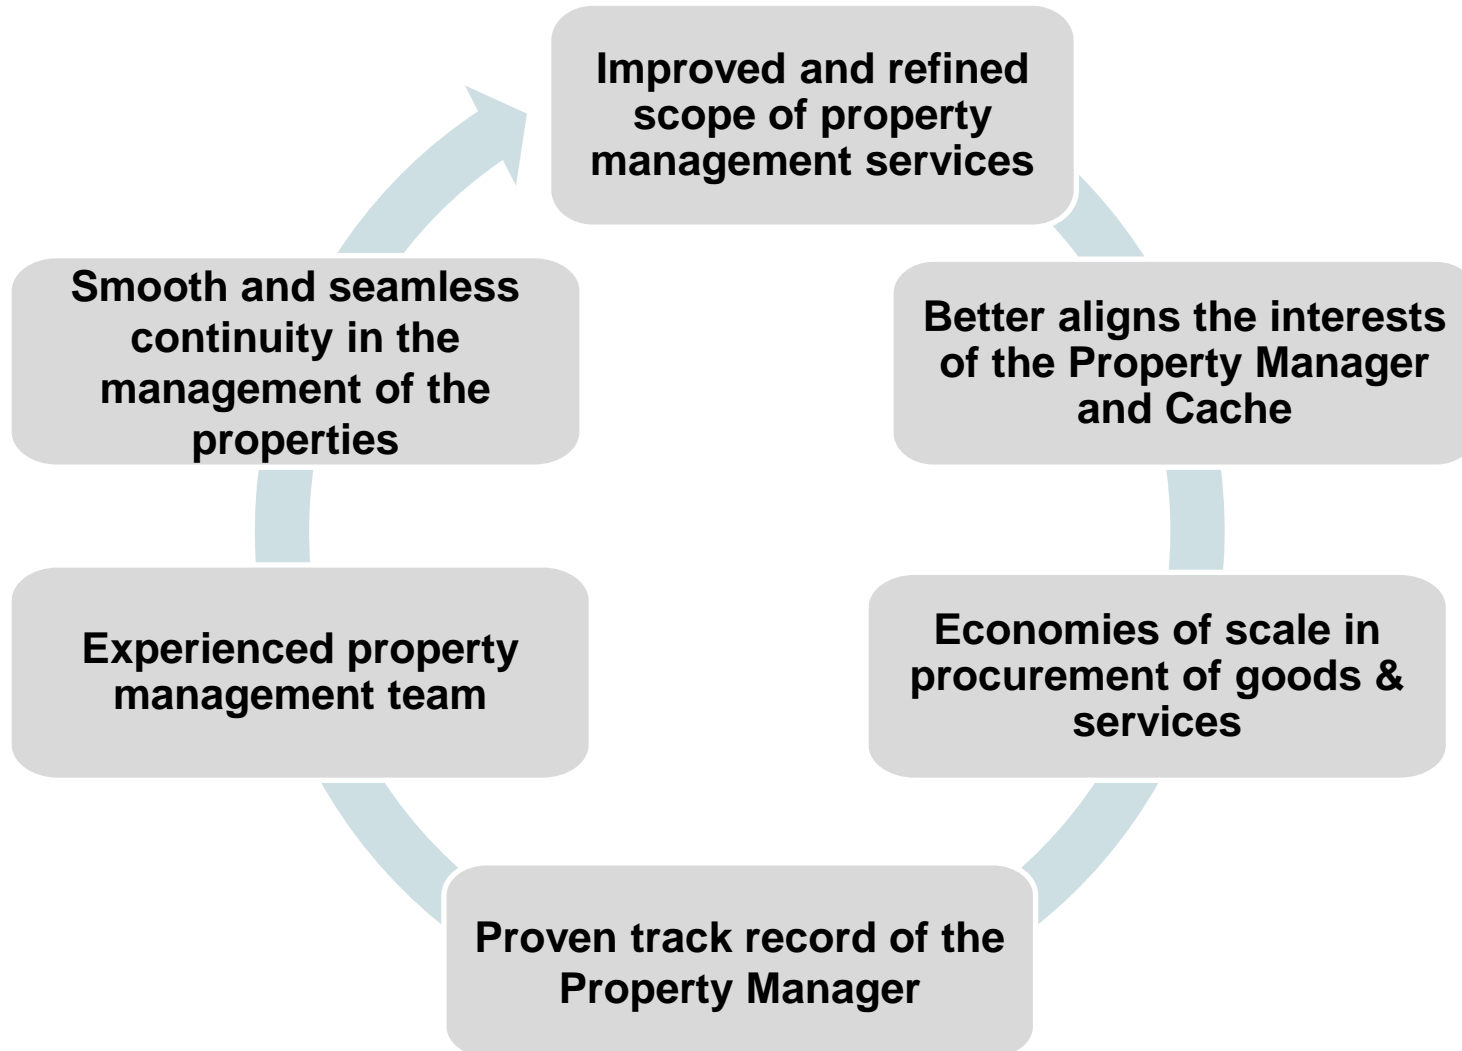 Improved and refined
scope of property
management services
Better aligns the interests
of the Property Manager
and Cache
Economies of scale in
procurement of goods &
services
Proven track record of the
Property Manager
Experienced property
management team
Smooth and seamless
continuity in the
management of the
properties